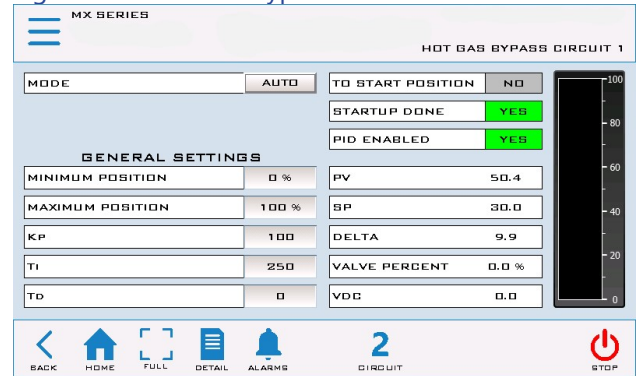 MX SERIES
HOT GAS BYPASS CIRCUIT 1
MODE AUTO
TO START POSITION NO
STARTUP DONE YES
PID ENABLED YES
GENERAL SETTINGS
MINIMUM POSITION 0 %
MAXIMUM POSITION 100 %
KP 100
TI 250
TD 0
PV 50.4
SP 30.0
DELTA 9.9
VALVE PERCENT 0.0 %
VDC 0.0
100
80
60
40
20
0
BACK
HOME
FULL
DETAIL
ALARMS
2
CIRCUIT
STOP